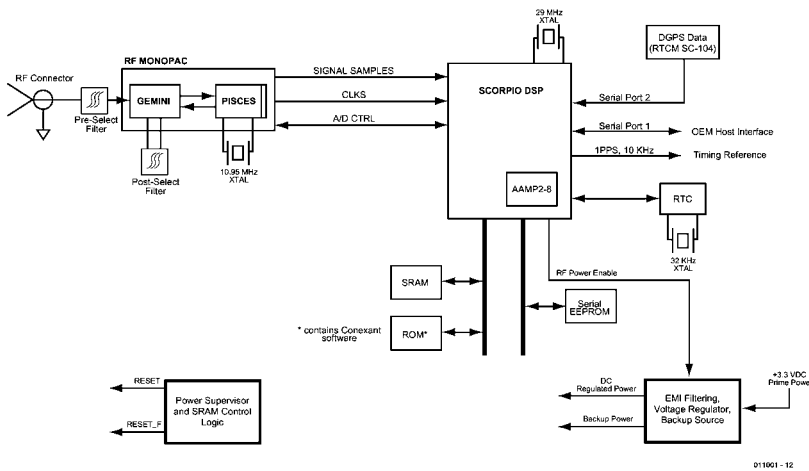 29 MHz
XTAL
DGPS Data
(RTCM SC-104)
RF MONOPAC
RF Connector
SIGNAL SAMPLES
SCORPIO DSP
GEMINI
PISCES
CLKS
Serial Port 2
Pre-Select
Filter
A/D CTRL
Serial Port 1
OEM Host Interface
1PPS, 10 KHz
Timing Reference
Post-Select
Filter
10.95 MHz
XTAL
AAMP2-8
RTC
32 KHz
XTAL
RF Power Enable
SRAM
Serial
EEPROM
* contains Conexant
software
ROM*
RESET
Power Supervisor
and SRAM Control
Logic
RESET_F
DC
Regulated Power
Backup Power
EMI Filtering,
Voltage Regulator,
Backup Source
+3.3 VDC
Prime Power
011001 - 12